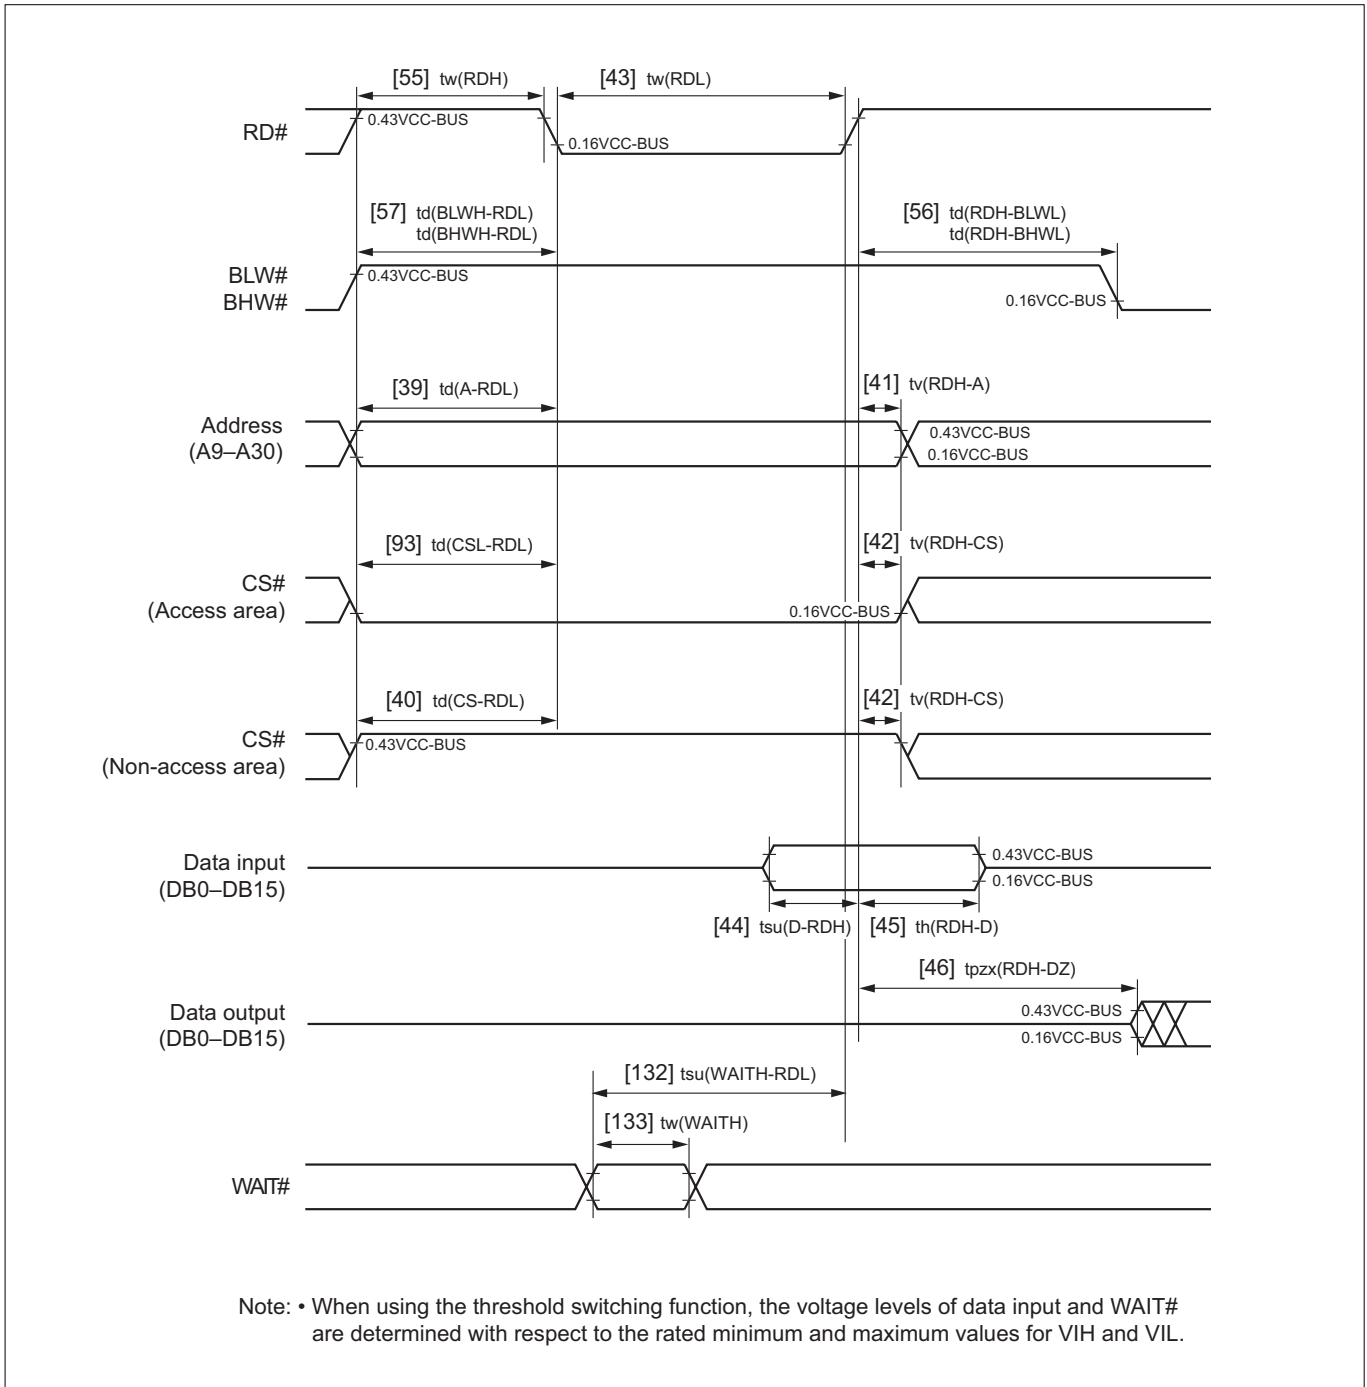 [55] tw(RDH)
[43] tw(RDL)
RD#
0.43VCC-BUS
0.16VCC-BUS
[57] td(BLWH-RDL)
td(BHWH-RDL)
[56] td(RDH-BLWL)
td(RDH-BHWL)
BLW#
BHW#
0.43VCC-BUS
0.16VCC-BUS
[39] td(A-RDL)
[41] tv(RDH-A)
Address
(A9–A30)
0.43VCC-BUS
0.16VCC-BUS
[93] td(CSL-RDL)
[42] tv(RDH-CS)
CS#
(Access area)
0.16VCC-BUS
[40] td(CS-RDL)
[42] tv(RDH-CS)
CS#
(Non-access area)
0.43VCC-BUS
Data input
(DB0–DB15)
0.43VCC-BUS
0.16VCC-BUS
[44] tsu(D-RDH)
[45] th(RDH-D)
[46] tpzx(RDH-DZ)
Data output
(DB0–DB15)
0.43VCC-BUS
0.16VCC-BUS
[132] tsu(WAITH-RDL)
[133] tw(WAITH)
WAIT#
Note: • When using the threshold switching function, the voltage levels of data input and WAIT#
are determined with respect to the rated minimum and maximum values for VIH and VIL.